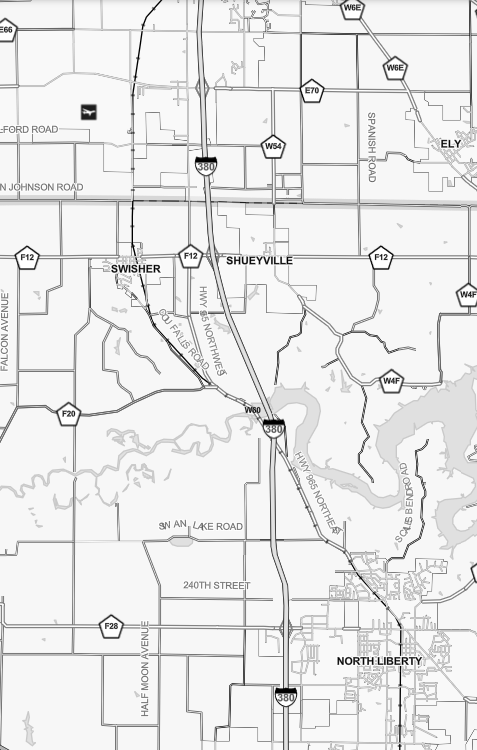 W6E
E66
W6E
E70
LFORD ROAD
SPANISH ROAD
W54
ELY
380
N JOHNSON ROAD
F12
F12
F12
SHUEYVILLE
SWISHER
W4F
FALCON AVENUE
HWY 965 NORTHWEST
W4F
F20
W60
380
HWY 965 NORTHEAST
LAKE ROAD
240TH STREET
F28
HALF MOON AVENUE
NORTH LIBERTY
380